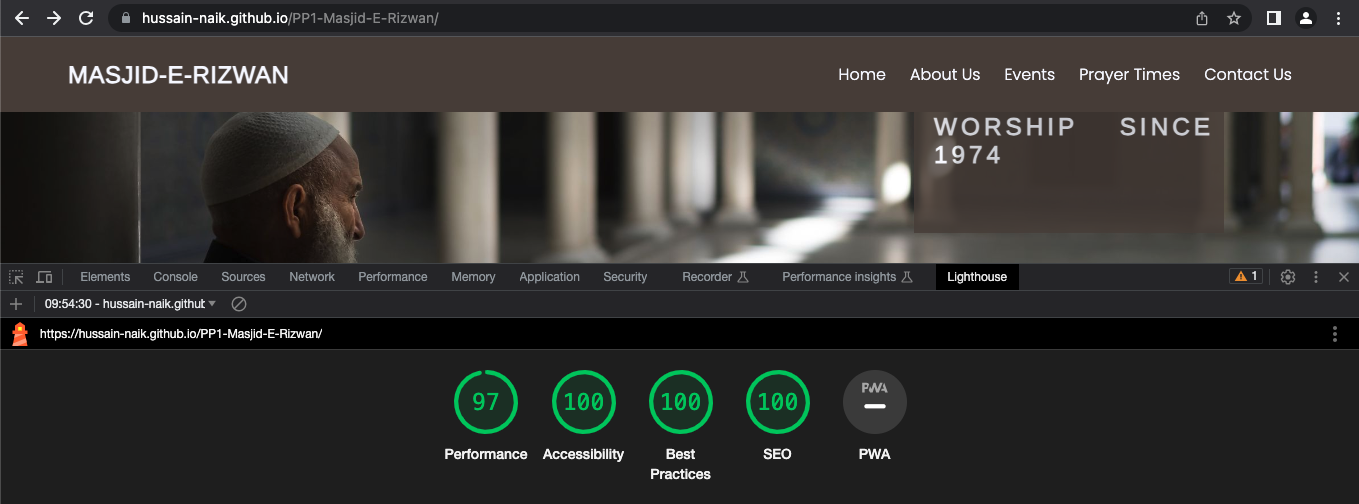 hussain-naik.github.io/PP1-Masjid-E-Rizwan/
MASJID-E-RIZWAN
Home About Us Events Prayer Times Contact Us
WORSHIP SINCE
1974
Elements Console Sources Network Performance Memory Application Security Recorder Performance insights Lighthouse 1
09:54:30 - hussain-naik.githut
https://hussain-naik.github.io/PP1-Masjid-E-Rizwan/
97 100 100 100 PWA
Performance Accessibility Best Practices SEO PWA